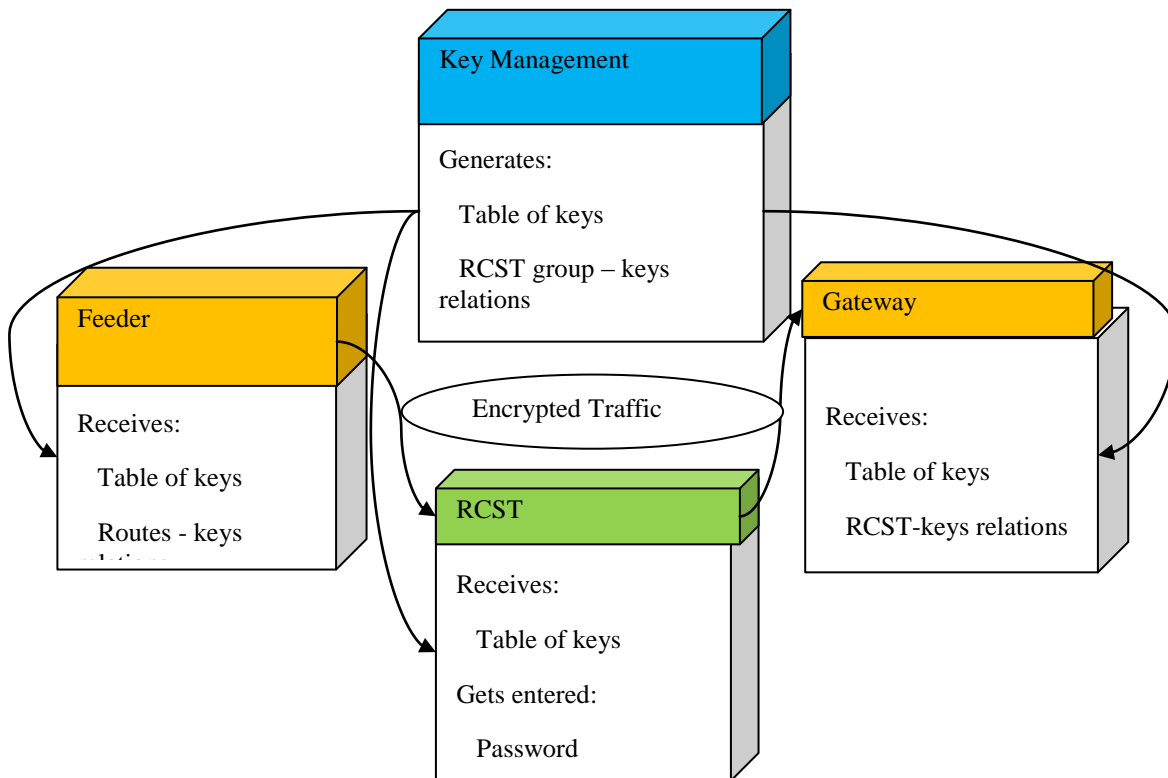 Key Management
Generates:
Table of keys
RCST group – keys
relations
Feeder
Receives:
Table of keys
Routes - keys
Gateway
Receives:
Table of keys
RCST-keys relations
Encrypted Traffic
RCST
Receives:
Table of keys
Gets entered:
Password